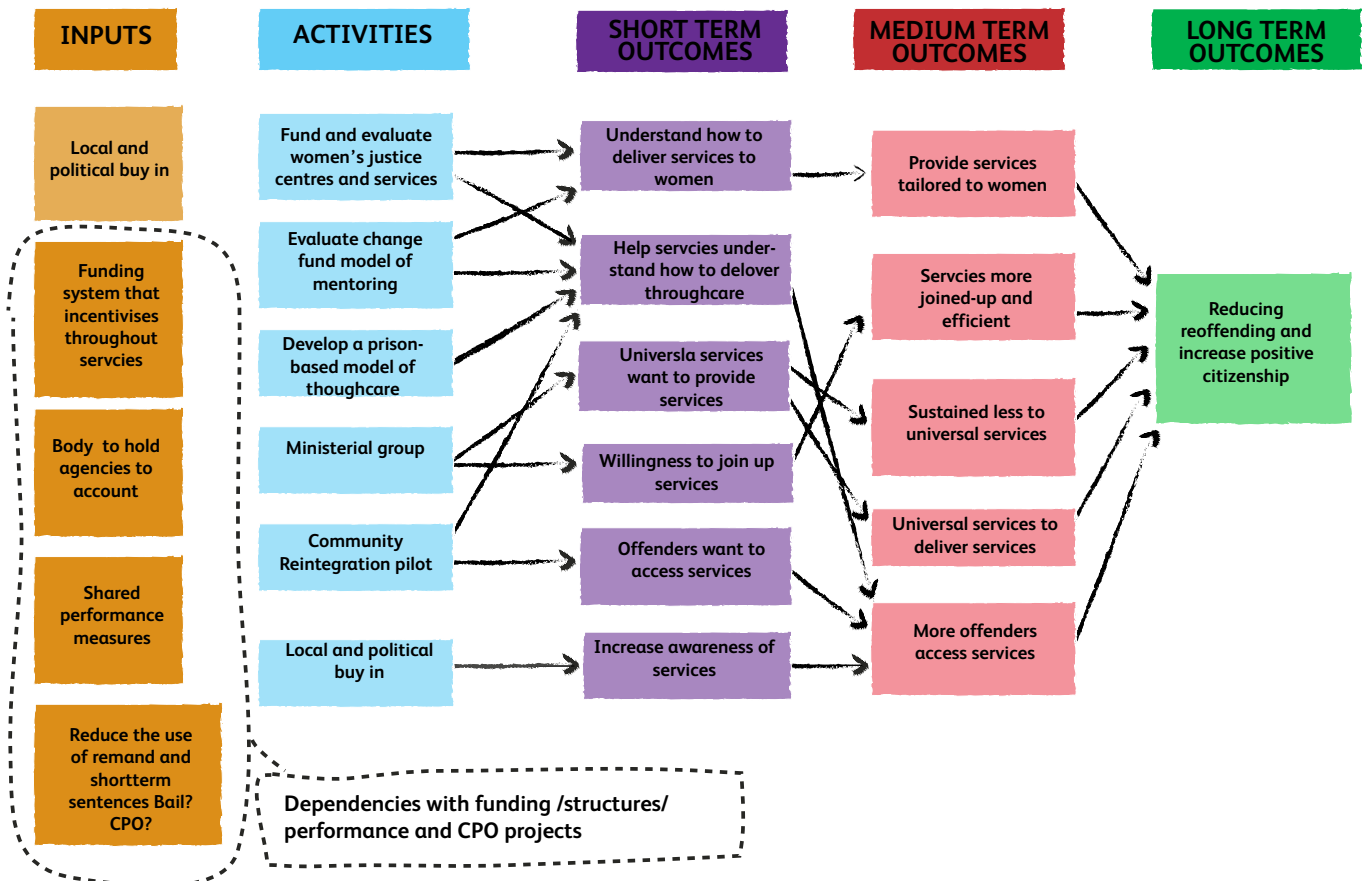 INPUTS
ACTIVITIES
SHORT TERM
OUTCOMES
MEDIUM TERM
OUTCOMES
LONG TERM
OUTCOMES
Local and
political buy in
Funding
system that
incentivises
throughout
servcies
Body to hold
agencies to
account
Shared
performance
measures
Reduce the use
of remand and
shortterm
sentences Bail?
CPO?
Fund and evaluate
women's justice
centres and services
Evaluate change
fund model of
mentoring
Develop a prison-
based model of
thoughcare
Ministerial group
Community
Reintegration pilot
Local and political
buy in
Understand how to
deliver services to
women
Help servcies under-
stand how to delover
throughcare
Universla services
want to provide
services
Willingness to join up
services
Offenders want to
access services
Increase awareness of
services
Provide services
tailored to women
Servcies more
joined-up and
efficient
Sustained less to
universal services
Universal services to
deliver services
More offenders
access services
Reducing
reoffending and
increase positive
citizenship
Dependencies with funding /structures/
performance and CPO projects